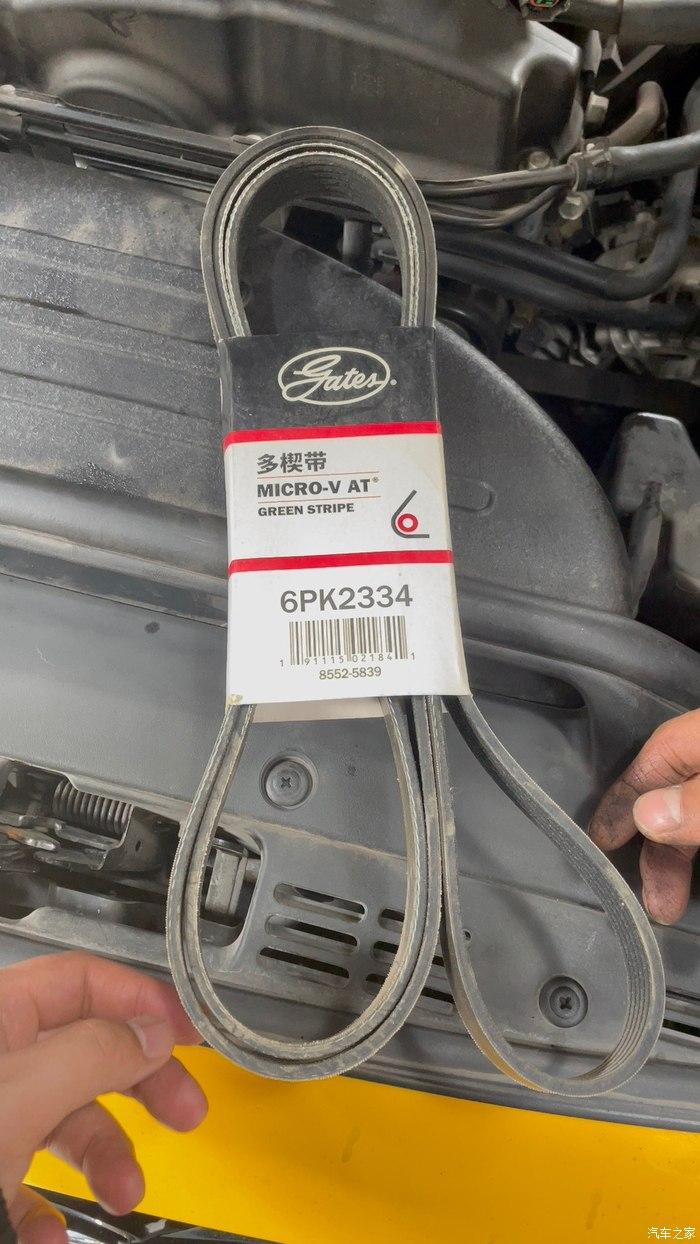 Gates®
多楔带
MICRO-V AT®
GREEN STRIPE
6PK2334
1 91115 02184 1
8552-5839
汽车之家